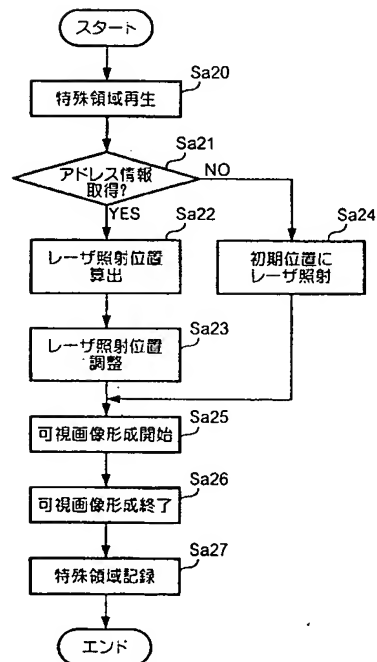 スタート
Sa20
特殊領域再生
Sa21
アドレス情報
取得?
NO
YES
Sa22
レーザ照射位置
算出
Sa24
初期位置に
レーザ照射
Sa23
レーザ照射位置
調整
Sa25
可視画像形成開始
Sa26
可視画像形成終了
Sa27
特殊領域記録
エンド